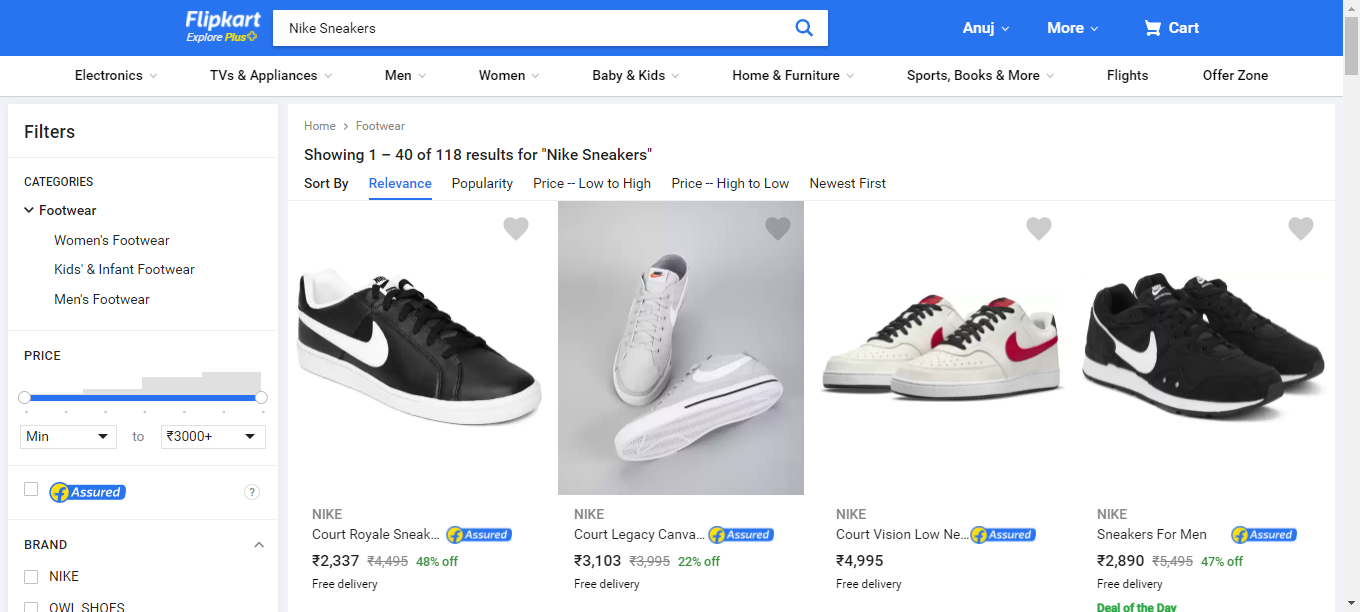 Flipkart
Explore Plus
Nike Sneakers
Anuj
More
Cart
Electronics
TVs & Appliances
Men
Women
Baby & Kids
Home & Furniture
Sports, Books & More
Flights
Offer Zone
Filters
CATEGORIES
Footwear
Women's Footwear
Kids' & Infant Footwear
Men's Footwear
PRICE
Min
to
₹3000+
f Assured
?
BRAND
NIKE
OWL SHOES
Home > Footwear
Showing 1 – 40 of 118 results for "Nike Sneakers"
Sort By Relevance Popularity Price -- Low to High Price -- High to Low Newest First
NIKE
Court Royale Sneak... f Assured
₹2,337 ₹4,495 48% off
Free delivery
NIKE
Court Legacy Canva... f Assured
₹3,103 ₹3,995 22% off
Free delivery
NIKE
Court Vision Low Ne... f Assured
₹4,995
Free delivery
NIKE
Sneakers For Men f Assured
₹2,890 ₹5,495 47% off
Free delivery
Deal of the Day